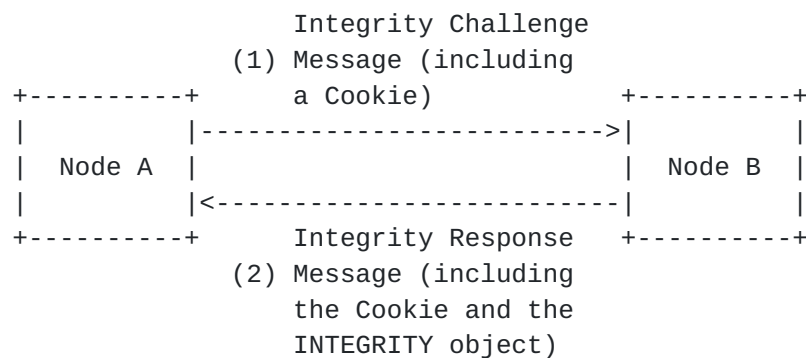 Integrity Challenge
              (1) Message (including
+----------+      a Cookie)            +----------+
|          |-------------------------->|          |
|  Node A  |                           |  Node B  |
|          |<--------------------------|          |
+----------+      Integrity Response   +----------+
              (2) Message (including
                  the Cookie and the
                  INTEGRITY object)